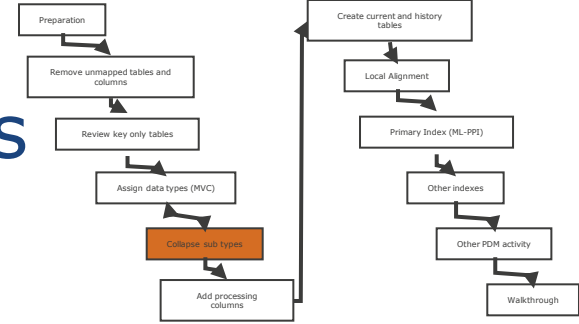 Preparation
Remove unmapped tables and
columns
Review key only tables
s
Assign data types (MVC)
Collapse sub types
Add processing
columns
Create current and history
tables
Local Alignment
Primary Index (ML-PPI)
Other indexes
Other PDM activity
Walkthrough